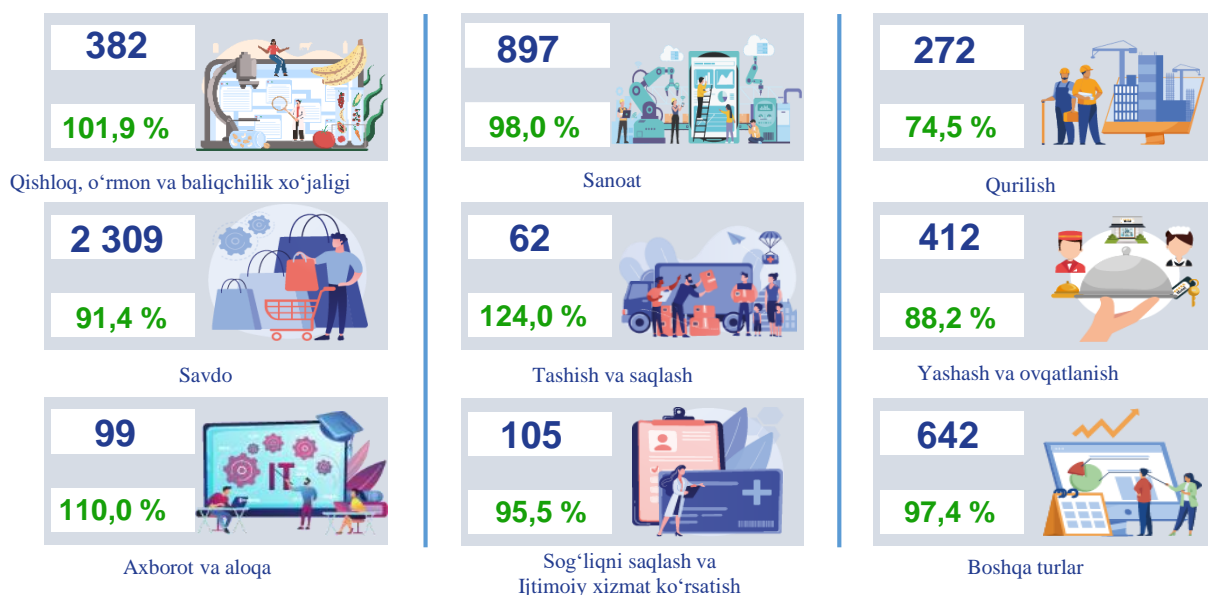 382
101,9 %
Qishloq, o‘rmon va baliqchilik xo‘jaligi
897
98,0 %
Sanoat
272
74,5 %
Qurilish
2 309
91,4 %
Savdo
62
124,0 %
Tashish va saqlash
412
88,2 %
Yashash va ovqatlanish
99
110,0 %
IT
Axborot va aloqa
105
95,5 %
Sog‘liqni saqlash va
Ijtimoiy xizmat ko‘rsatish
642
97,4 %
Boshqa turlar